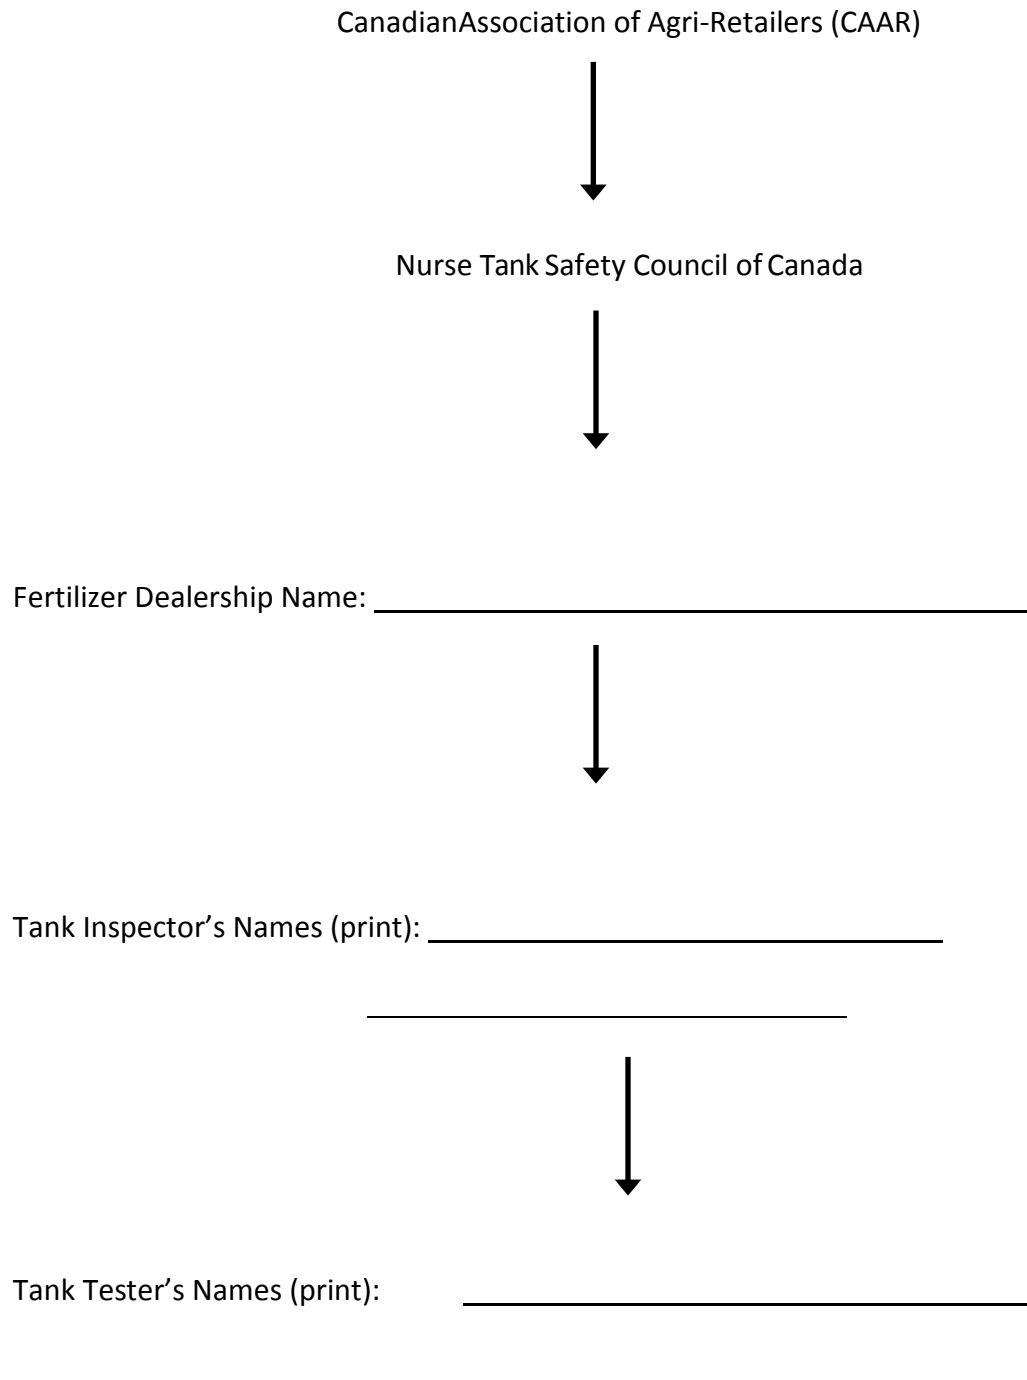 CanadianAssociation of Agri-Retailers (CAAR)
Nurse Tank Safety Council of Canada
Fertilizer Dealership Name:
Tank Inspector’s Names (print):
Tank Tester’s Names (print):